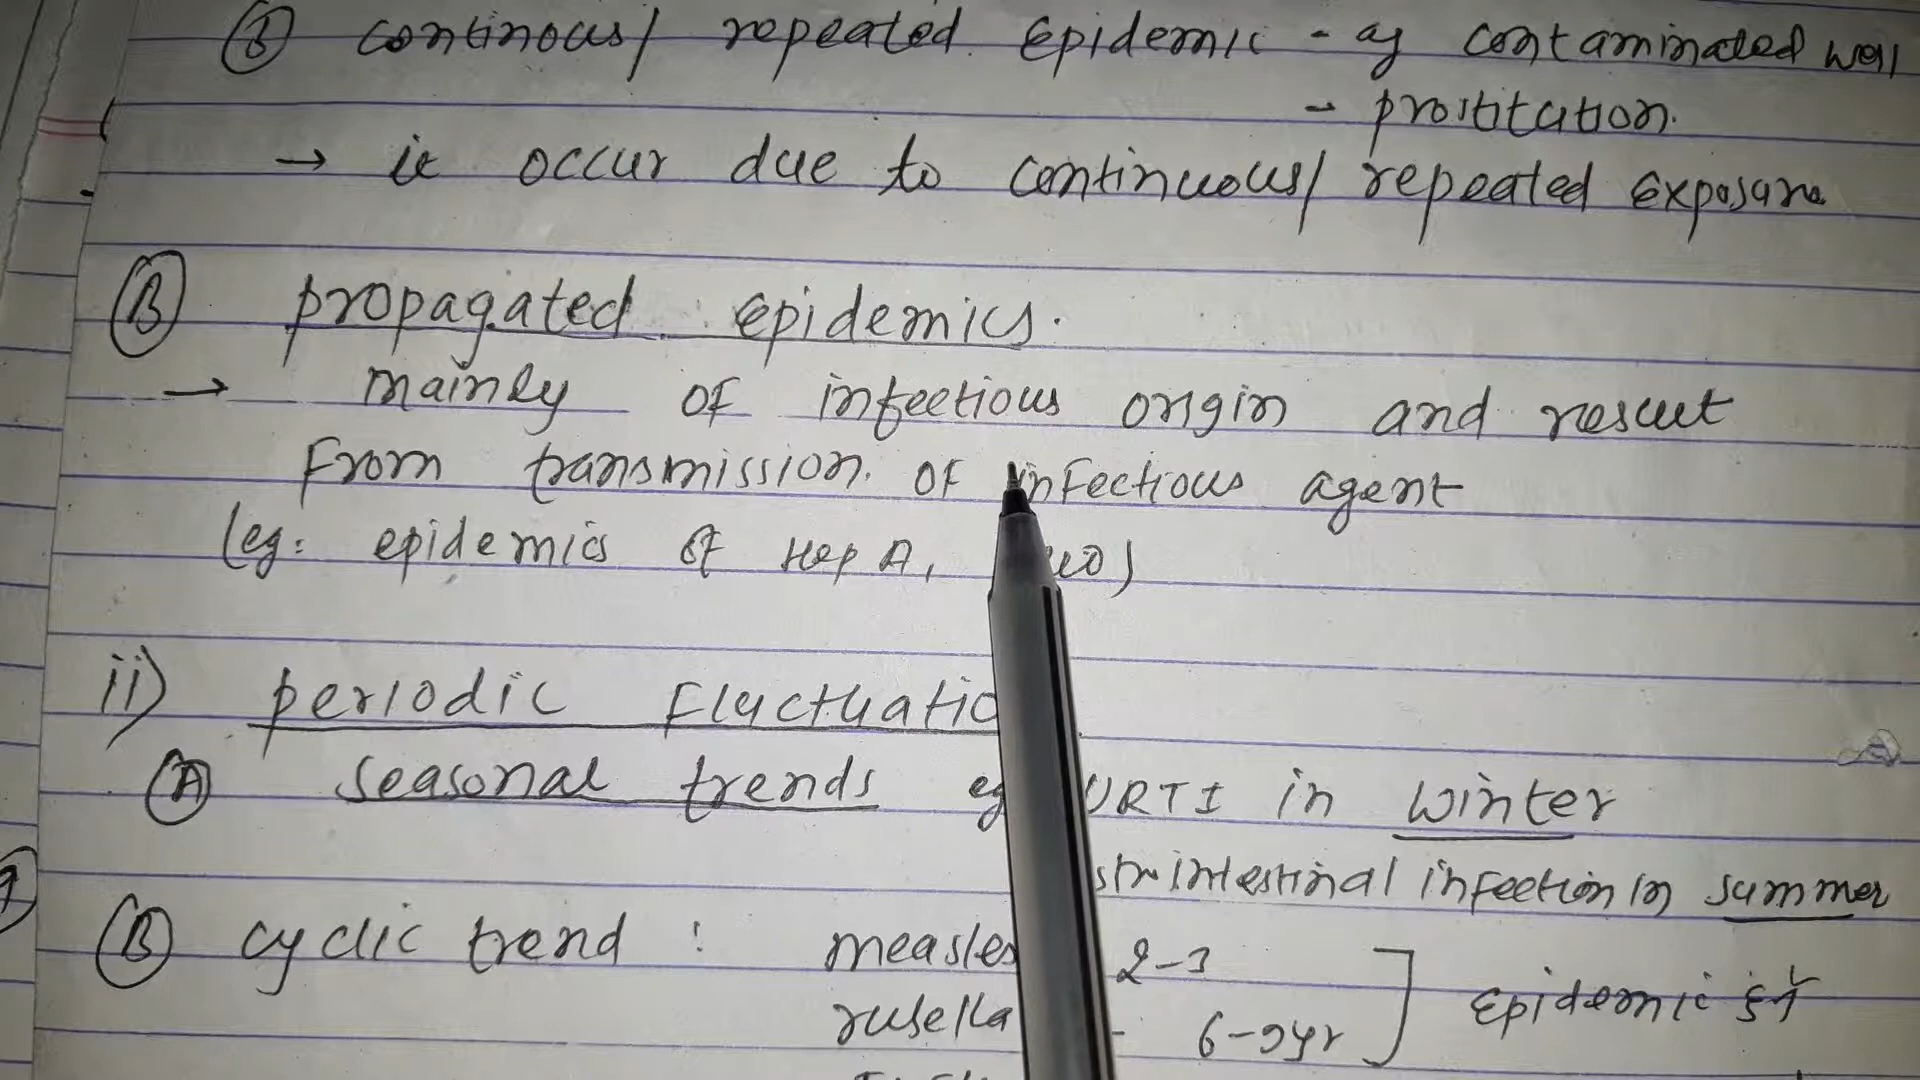 B continous/ repeated Epidemic - eg contaminated well
- prostitution.
→ it occur due to continuous/ repeated exposure
B propagated epidemics.
→ mainly of infectious origin and result
From transmission. of infectious agent
(eg: epidemics of Hep A,
ii) periodic Fluctuatio
A seasonal trends eg URTI in winter
strointestinal infection in summer
B cyclic trend : measles 2-3
rubella - 6-9yr ] Epidemic